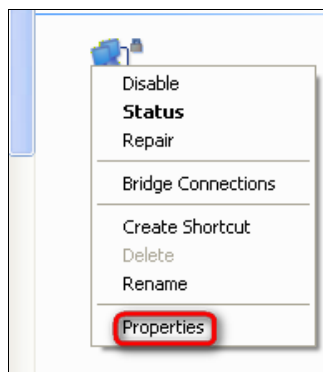 Disable
Status
Repair
Bridge Connections
Create Shortcut
Delete
Rename
Properties